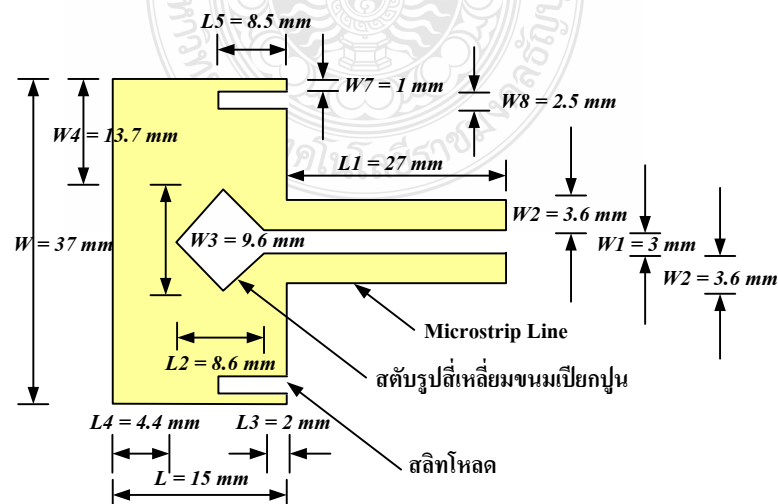 L5 = 8.5 mm
W7 = 1 mm
W8 = 2.5 mm
W4 = 13.7 mm
L1 = 27 mm
W2 = 3.6 mm
W = 37 mm
W3 = 9.6 mm
W1 = 3 mm
W2 = 3.6 mm
Microstrip Line
L2 = 8.6 mm
สตับรูปสี่เหลี่ยมขนมเปียกปูน
L4 = 4.4 mm
L3 = 2 mm
สลิทโหลด
L = 15 mm